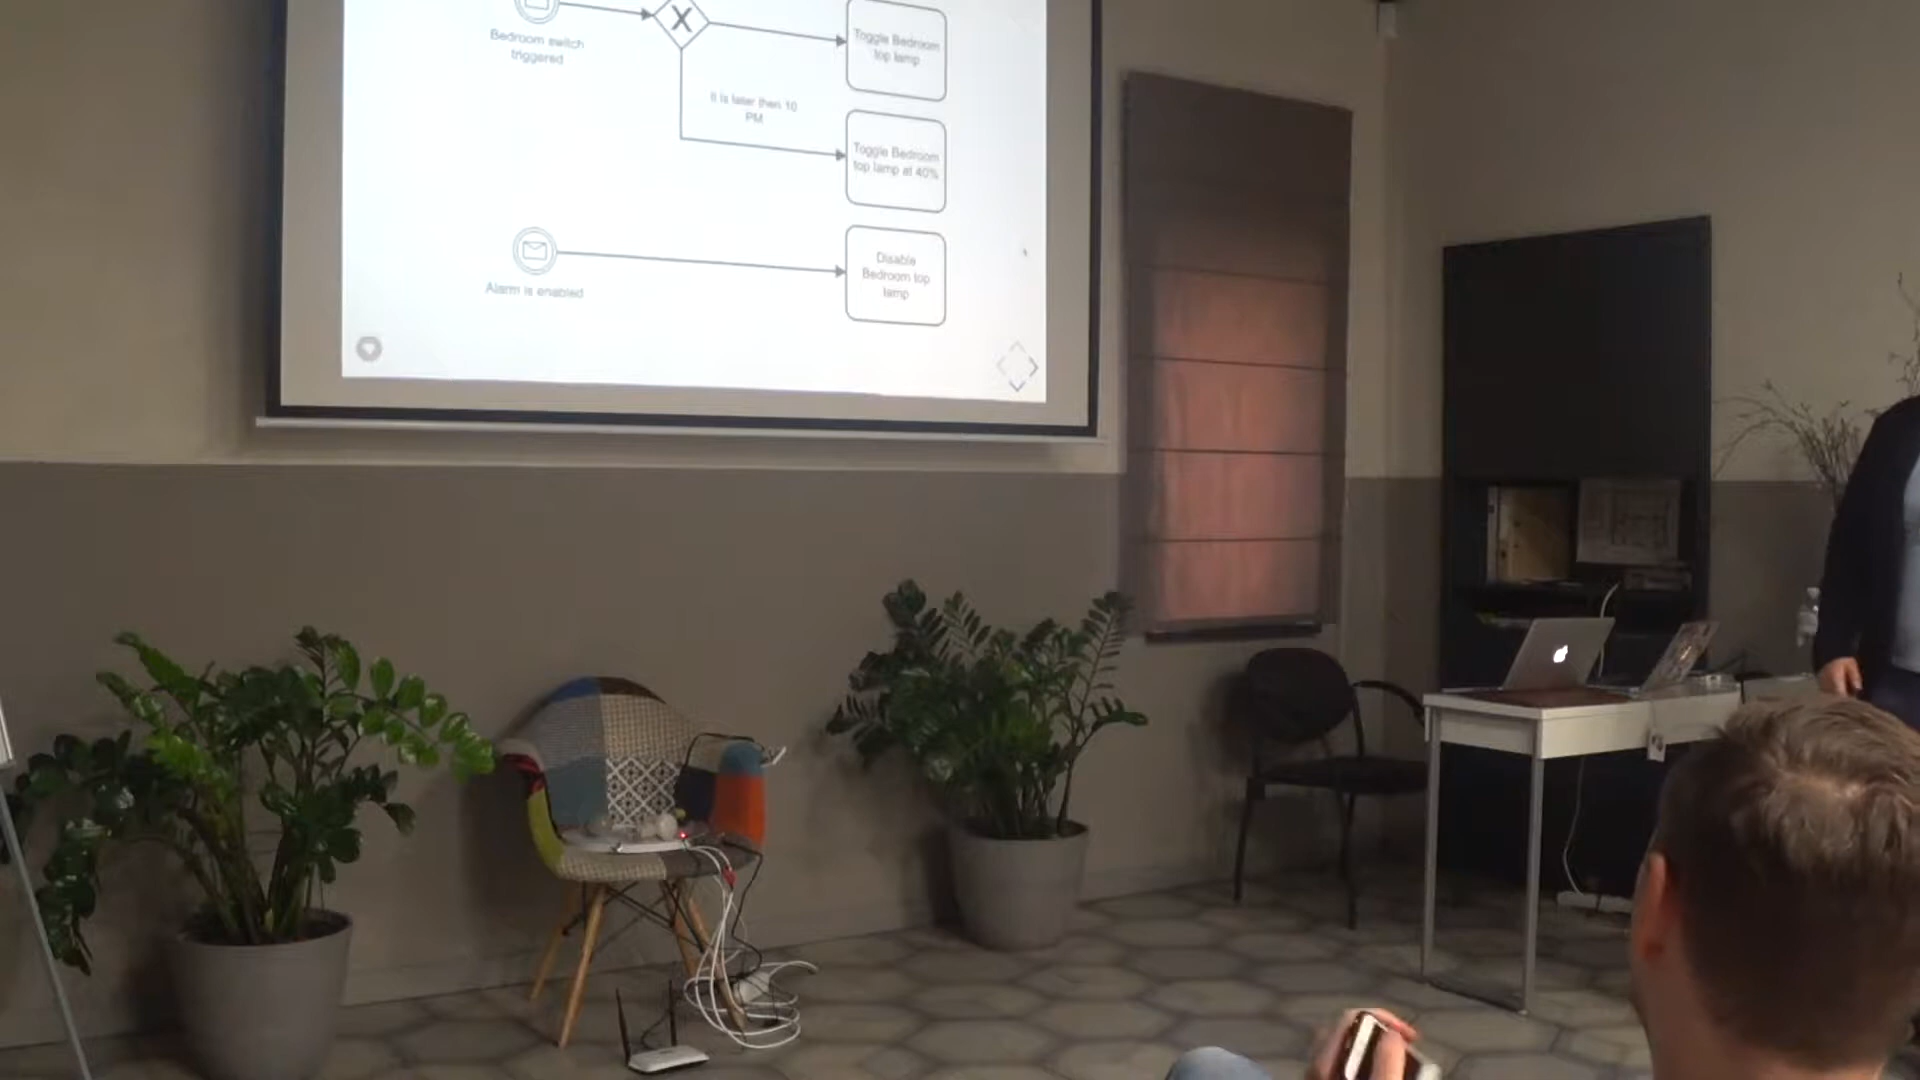 Bedroom switch
triggered
Toggle Bedroom
top lamp
It is later then 10
PM
Toggle Bedroom
top lamp at 40%
Alarm is enabled
Disable
Bedroom top
lamp